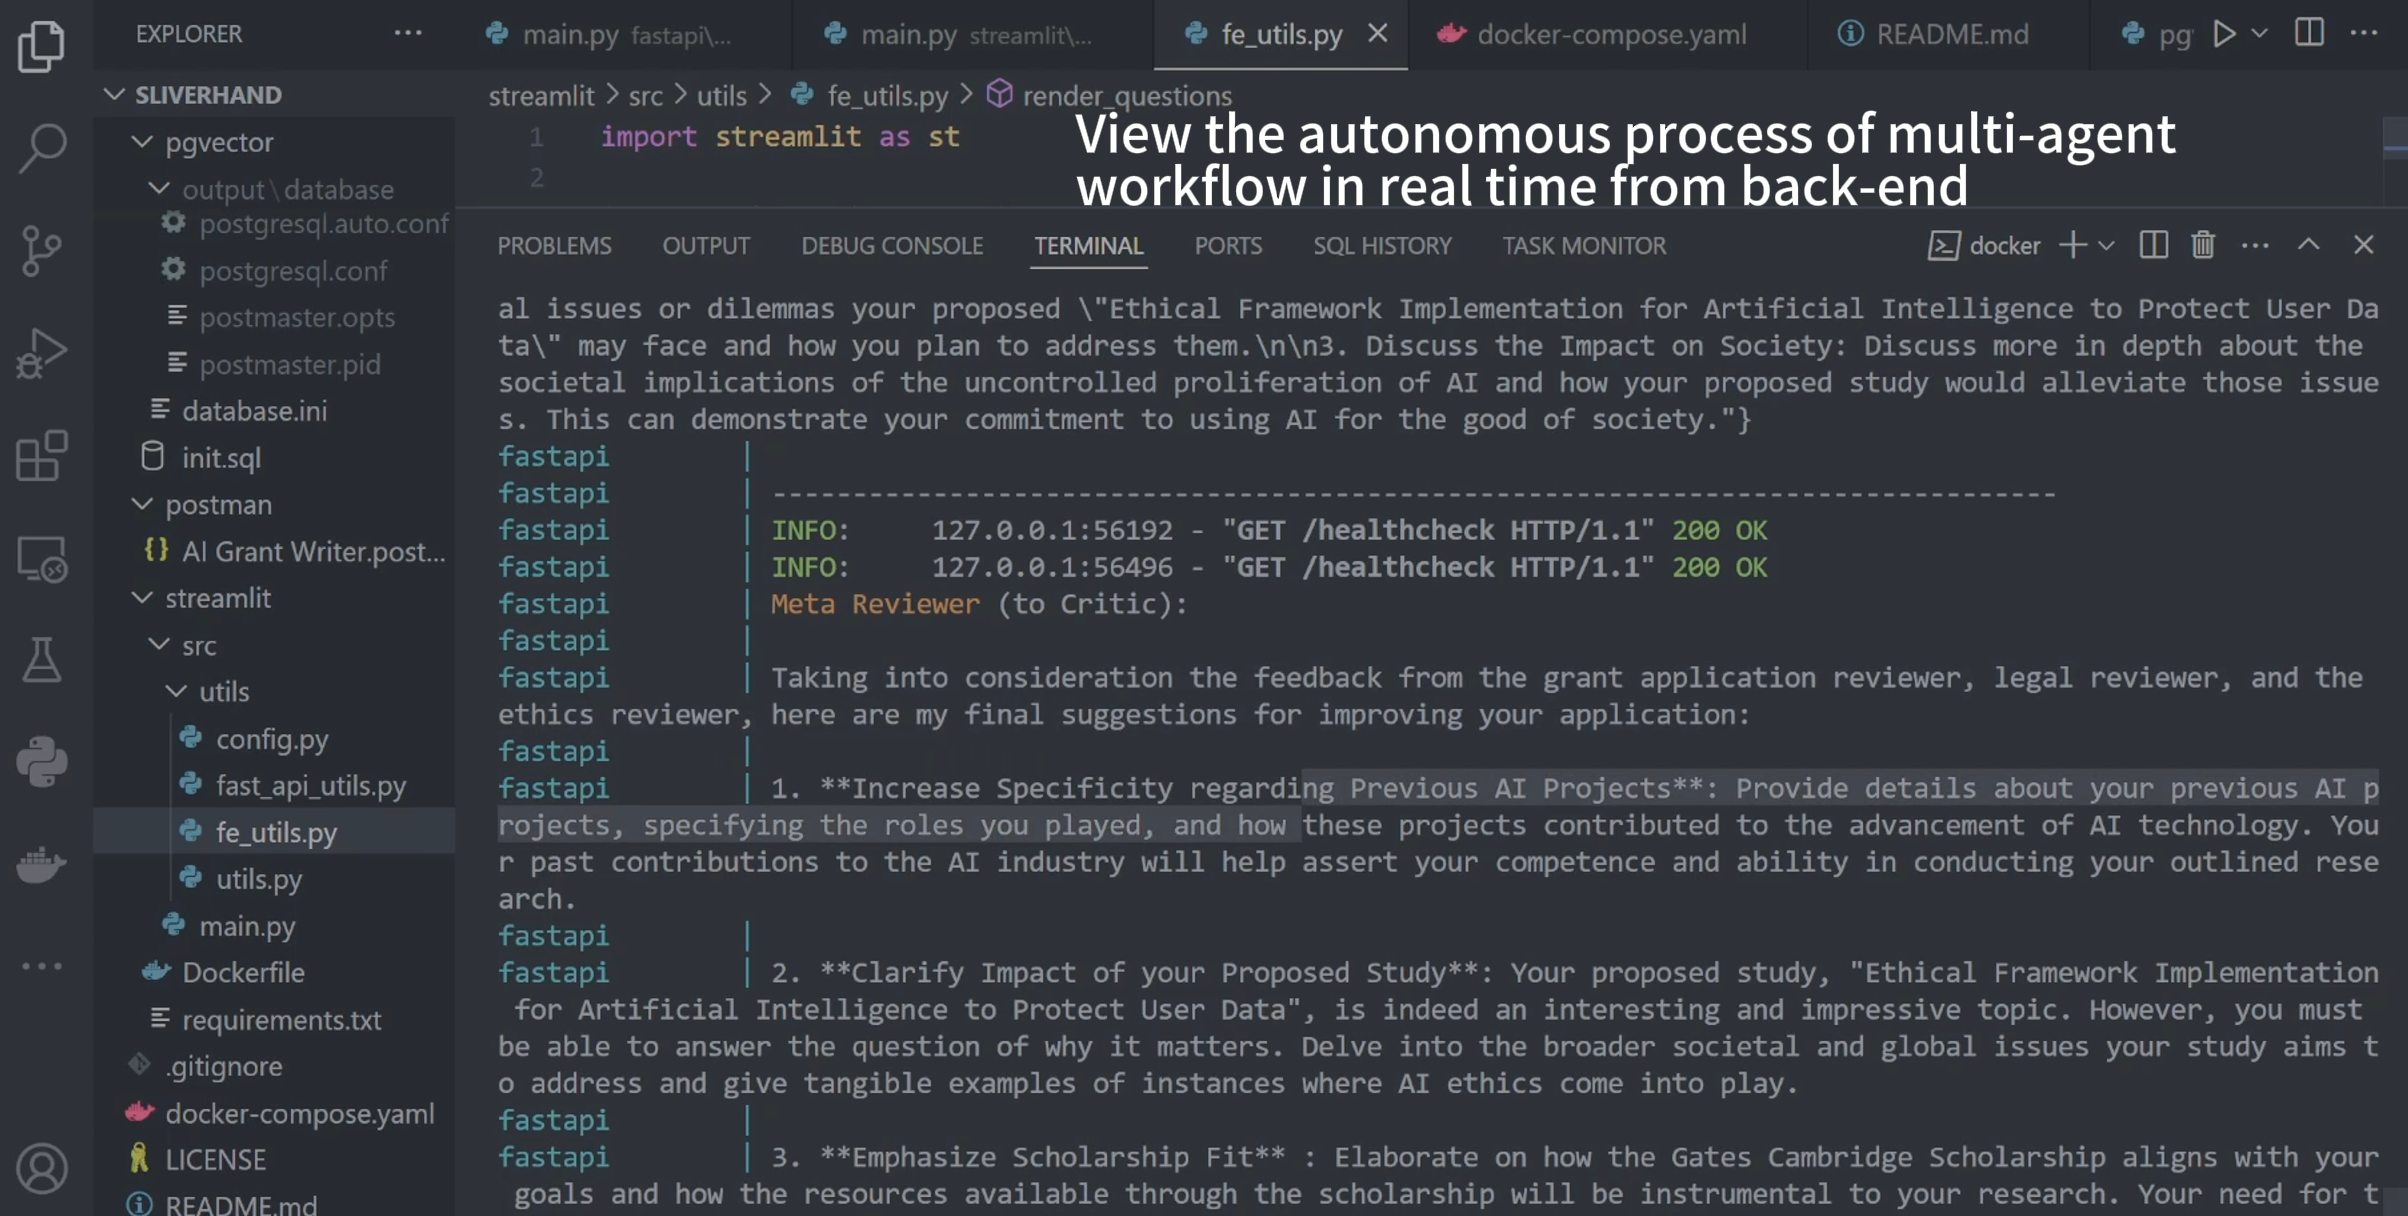 EXPLORER
main.py fastapi\...
main.py streamlit\...
fe_utils.py
docker-compose.yaml
README.md
SLIVERHAND
pgvector
output\database
postgresql.auto.conf
postgresql.conf
postmaster.opts
postmaster.pid
database.ini
init.sql
postman
AI Grant Writer.post...
streamlit
src
utils
config.py
fast_api_utils.py
fe_utils.py
utils.py
main.py
Dockerfile
requirements.txt
.gitignore
docker-compose.yaml
LICENSE
README.md
streamlit > src > utils > fe_utils.py > render_questions
1 import streamlit as st
2
View the autonomous process of multi-agent
workflow in real time from back-end
PROBLEMS OUTPUT DEBUG CONSOLE TERMINAL PORTS SQL HISTORY TASK MONITOR docker
al issues or dilemmas your proposed \"Ethical Framework Implementation for Artificial Intelligence to Protect User Da
ta\" may face and how you plan to address them.\n\n3. Discuss the Impact on Society: Discuss more in depth about the
societal implications of the uncontrolled proliferation of AI and how your proposed study would alleviate those issue
s. This can demonstrate your commitment to using AI for the good of society."}
fastapi |
fastapi | --------------------------------------------------------------------------------
fastapi | INFO: 127.0.0.1:56192 - "GET /healthcheck HTTP/1.1" 200 OK
fastapi | INFO: 127.0.0.1:56496 - "GET /healthcheck HTTP/1.1" 200 OK
fastapi | Meta Reviewer (to Critic):
fastapi |
fastapi | Taking into consideration the feedback from the grant application reviewer, legal reviewer, and the
ethics reviewer, here are my final suggestions for improving your application:
fastapi |
fastapi | 1. **Increase Specificity regarding Previous AI Projects**: Provide details about your previous AI p
rojects, specifying the roles you played, and how these projects contributed to the advancement of AI technology. You
r past contributions to the AI industry will help assert your competence and ability in conducting your outlined rese
arch.
fastapi |
fastapi | 2. **Clarify Impact of your Proposed Study**: Your proposed study, "Ethical Framework Implementation
for Artificial Intelligence to Protect User Data", is indeed an interesting and impressive topic. However, you must
be able to answer the question of why it matters. Delve into the broader societal and global issues your study aims t
o address and give tangible examples of instances where AI ethics come into play.
fastapi |
fastapi | 3. **Emphasize Scholarship Fit** : Elaborate on how the Gates Cambridge Scholarship aligns with your
goals and how the resources available through the scholarship will be instrumental to your research. Your need for t